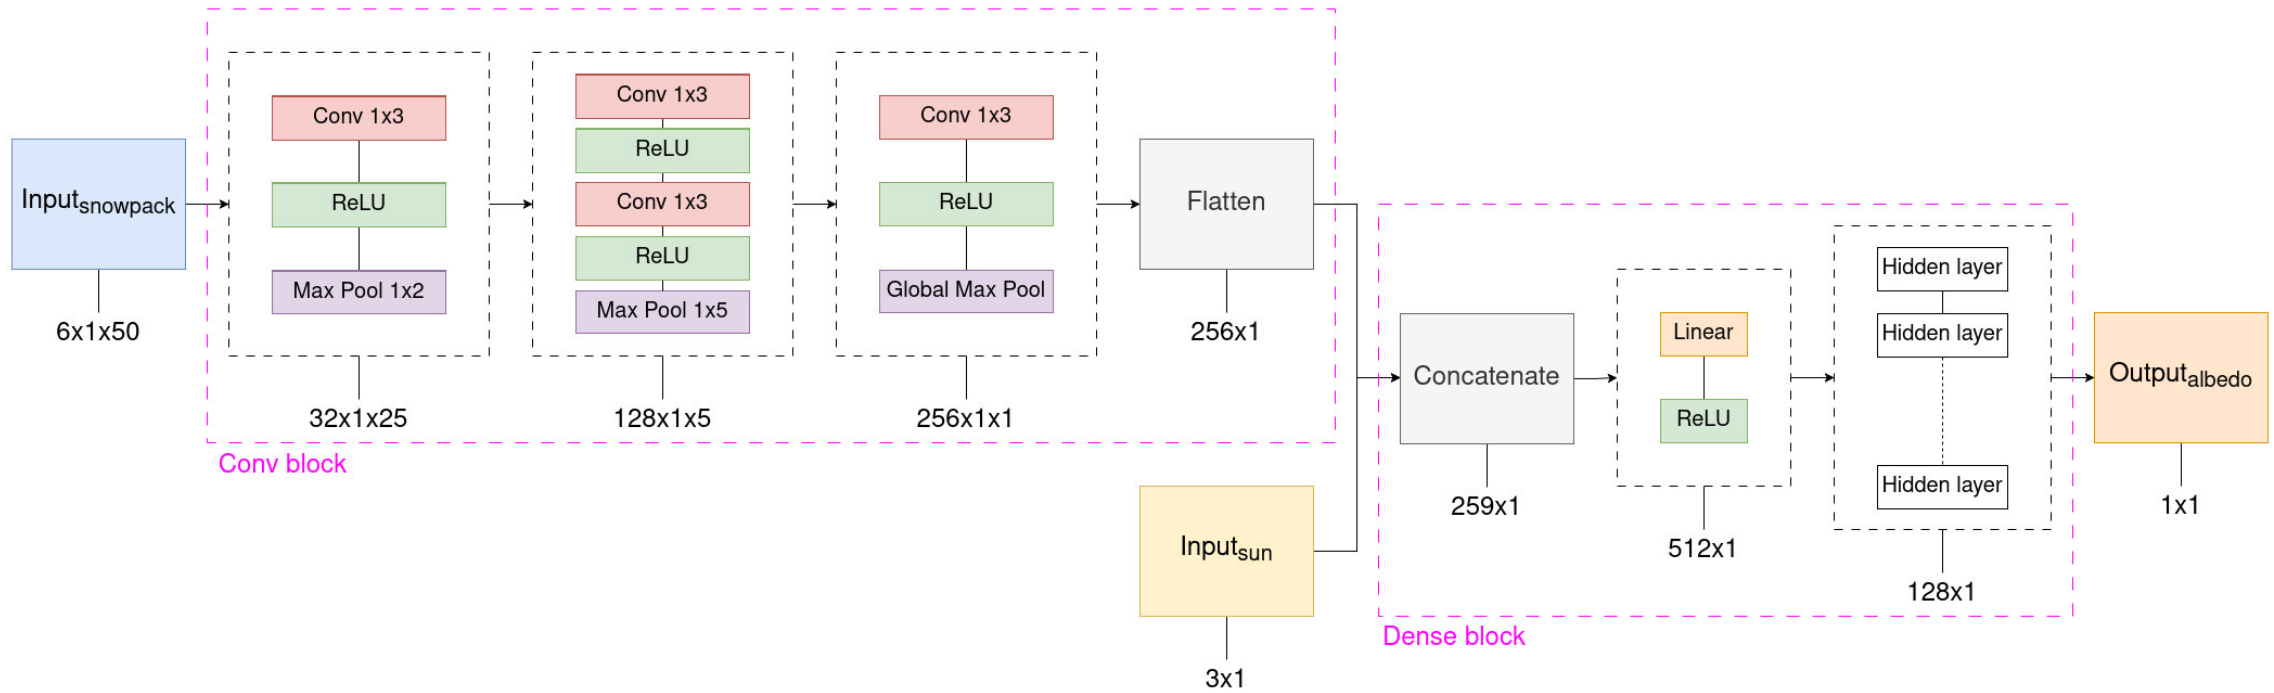 Input_snowpack
6x1x50
Conv 1x3
ReLU
Max Pool 1x2
32x1x25
Conv 1x3
ReLU
Conv 1x3
ReLU
Max Pool 1x5
128x1x5
Conv 1x3
ReLU
Global Max Pool
256x1x1
Flatten
256x1
Conv block
Input_sun
3x1
Concatenate
259x1
Linear
ReLU
512x1
Hidden layer
Hidden layer
Hidden layer
128x1
Dense block
Output_albedo
1x1